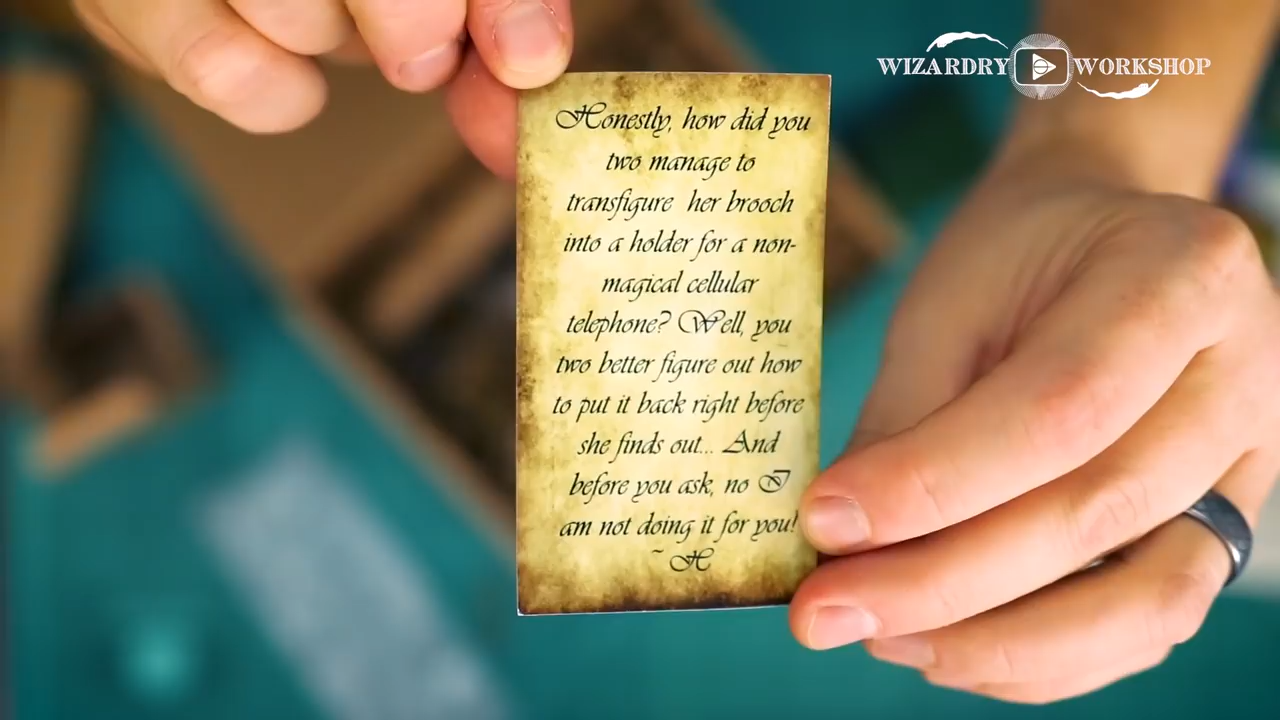 WIZARDRY WORKSHOP
Honestly, how did you
two manage to
transfigure her brooch
into a holder for a non-
magical cellular
telephone? Well, you
two better figure out how
to put it back right before
she finds out... And
before you ask, no I
am not doing it for you!
~H